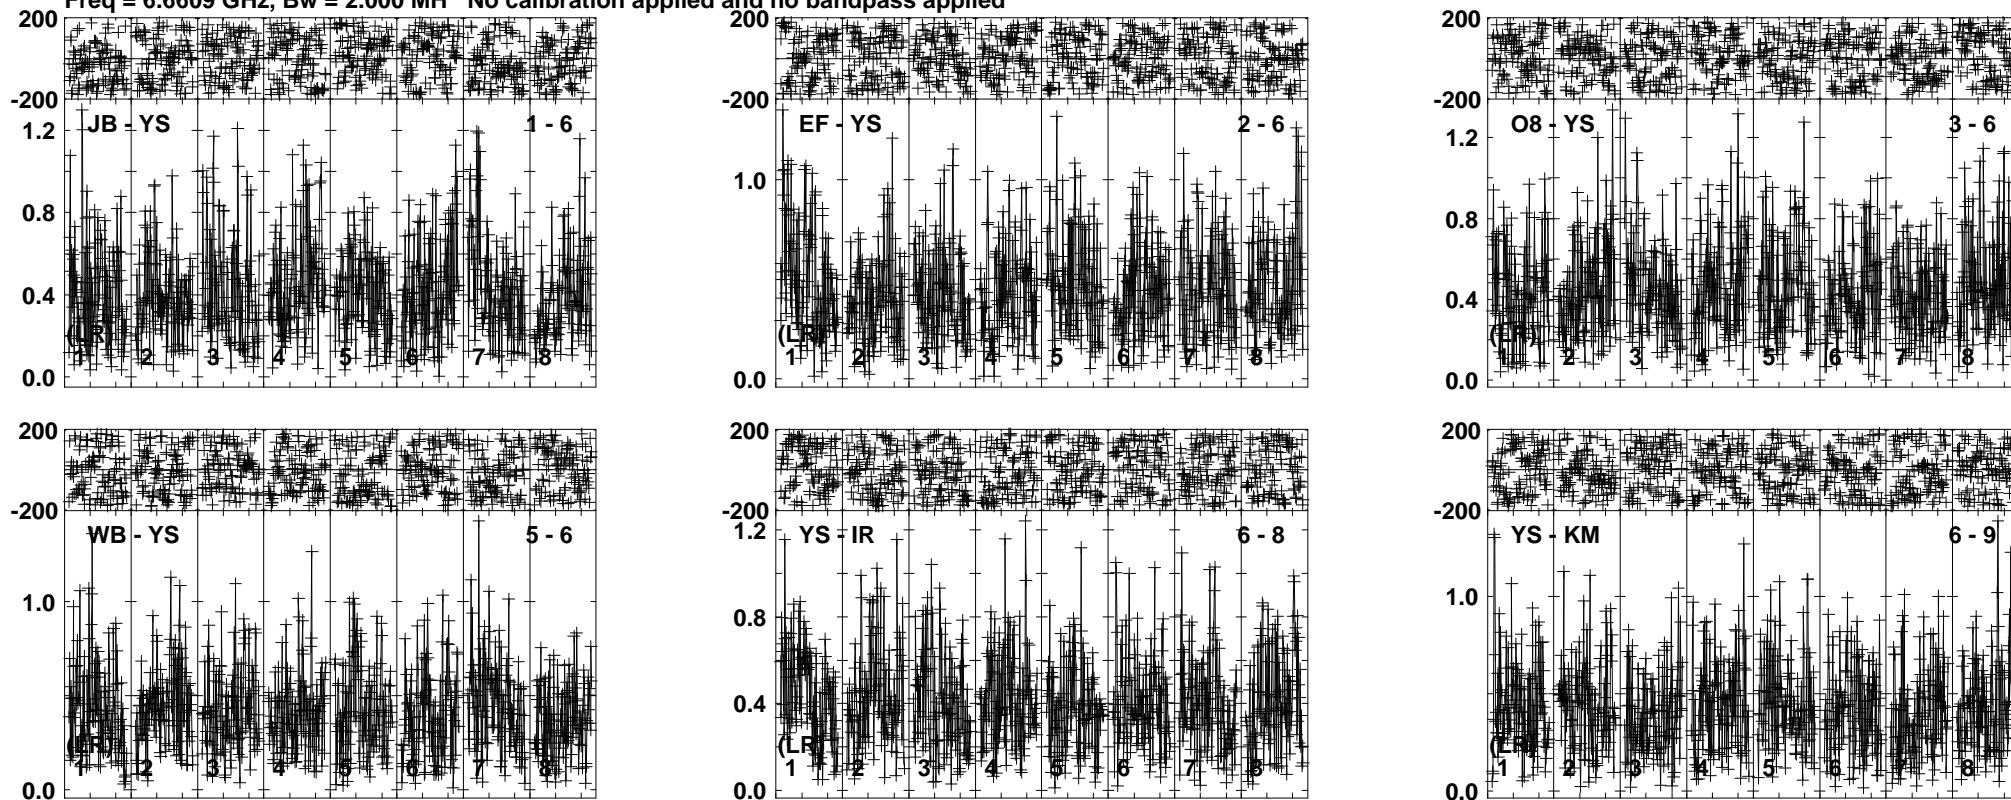 Freq = 6.6609 GHz, Bw = 2.000 MH No calibration applied and no bandpass applied
200
-200
JB - YS 1 - 6
1.2
0.8
0.4
0.0
(LR)
1 2 3 4 5 6 7 8
200
-200
EF - YS 2 - 6
1.0
0.0
(LR)
1 2 3 4 5 6 7 8
200
-200
O8 - YS 3 - 6
1.2
0.8
0.4
0.0
(LR)
1 2 3 4 5 6 7 8
200
-200
WB - YS 5 - 6
1.0
0.0
(LR)
1 2 3 4 5 6 7 8
200
-200
YS - IR 6 - 8
1.2
0.8
0.4
0.0
(LR)
1 2 3 4 5 6 7 8
200
-200
YS - KM 6 - 9
1.0
0.0
(LR)
1 2 3 4 5 6 7 8